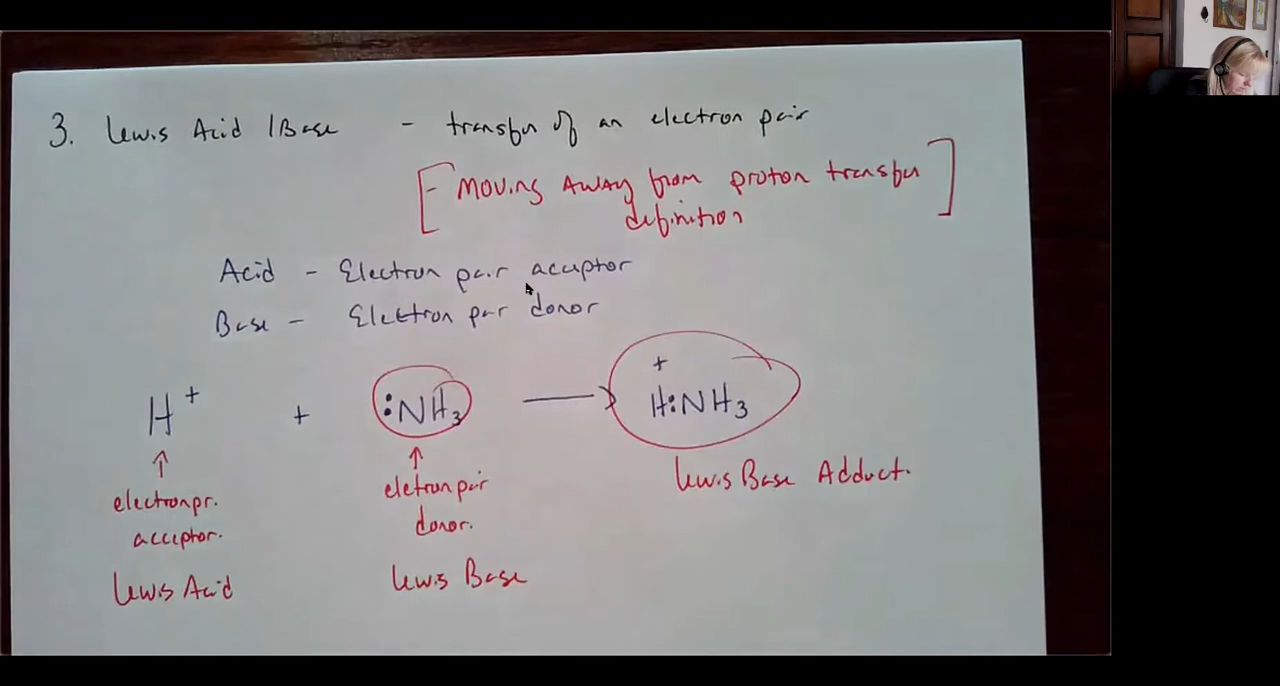 3. Lewis Acid / Base - transfer of an electron pair
[- Moving Away from proton transfer
definition]
Acid - Electron pair acceptor
Base - Electron pair donor
H⁺ + :NH₃ ⟶ ⁺H:NH₃
↑ ↑
electron pr. eletron pair Lewis Base Adduct.
acceptor. donor.
Lewis Acid Lewis Base